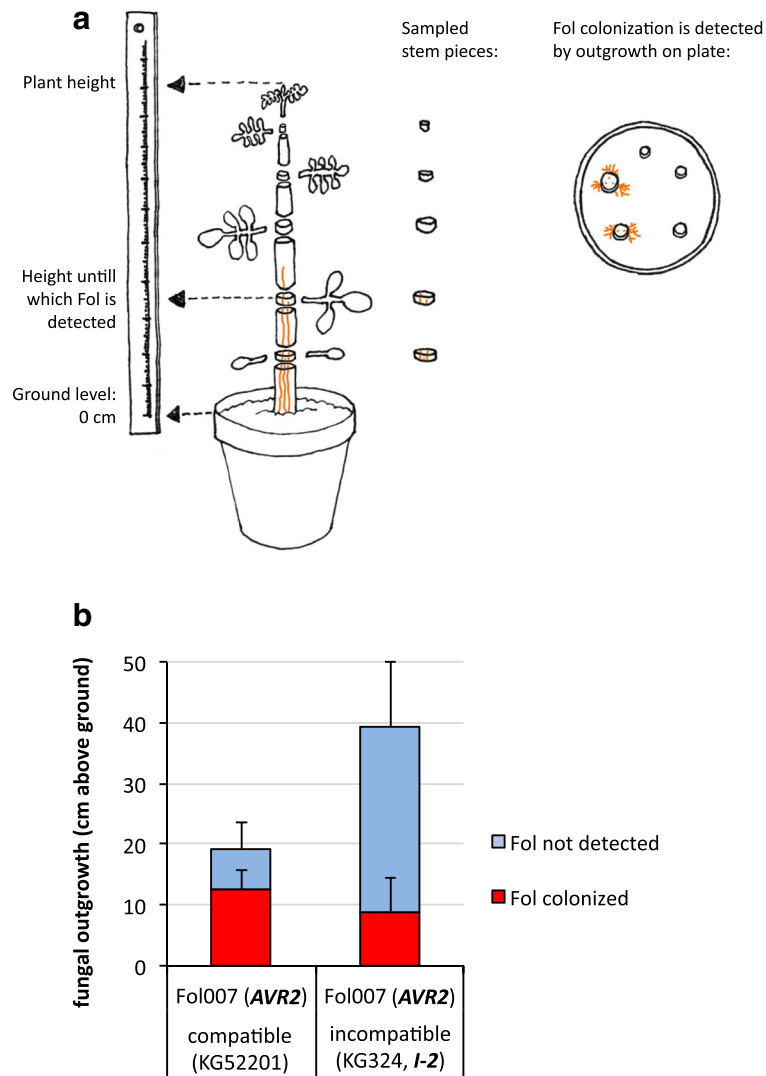 a
Sampled
stem pieces:
Fol colonization is detected
by outgrowth on plate:
Plant height
Height untill
which Fol is
detected
Ground level:
0 cm
b
fungal outgrowth (cm above ground)
50
40
30
20
10
0
Fol not detected
Fol colonized
Fol007 (AVR2)
compatible
(KG52201)
Fol007 (AVR2)
incompatible
(KG324, I-2)